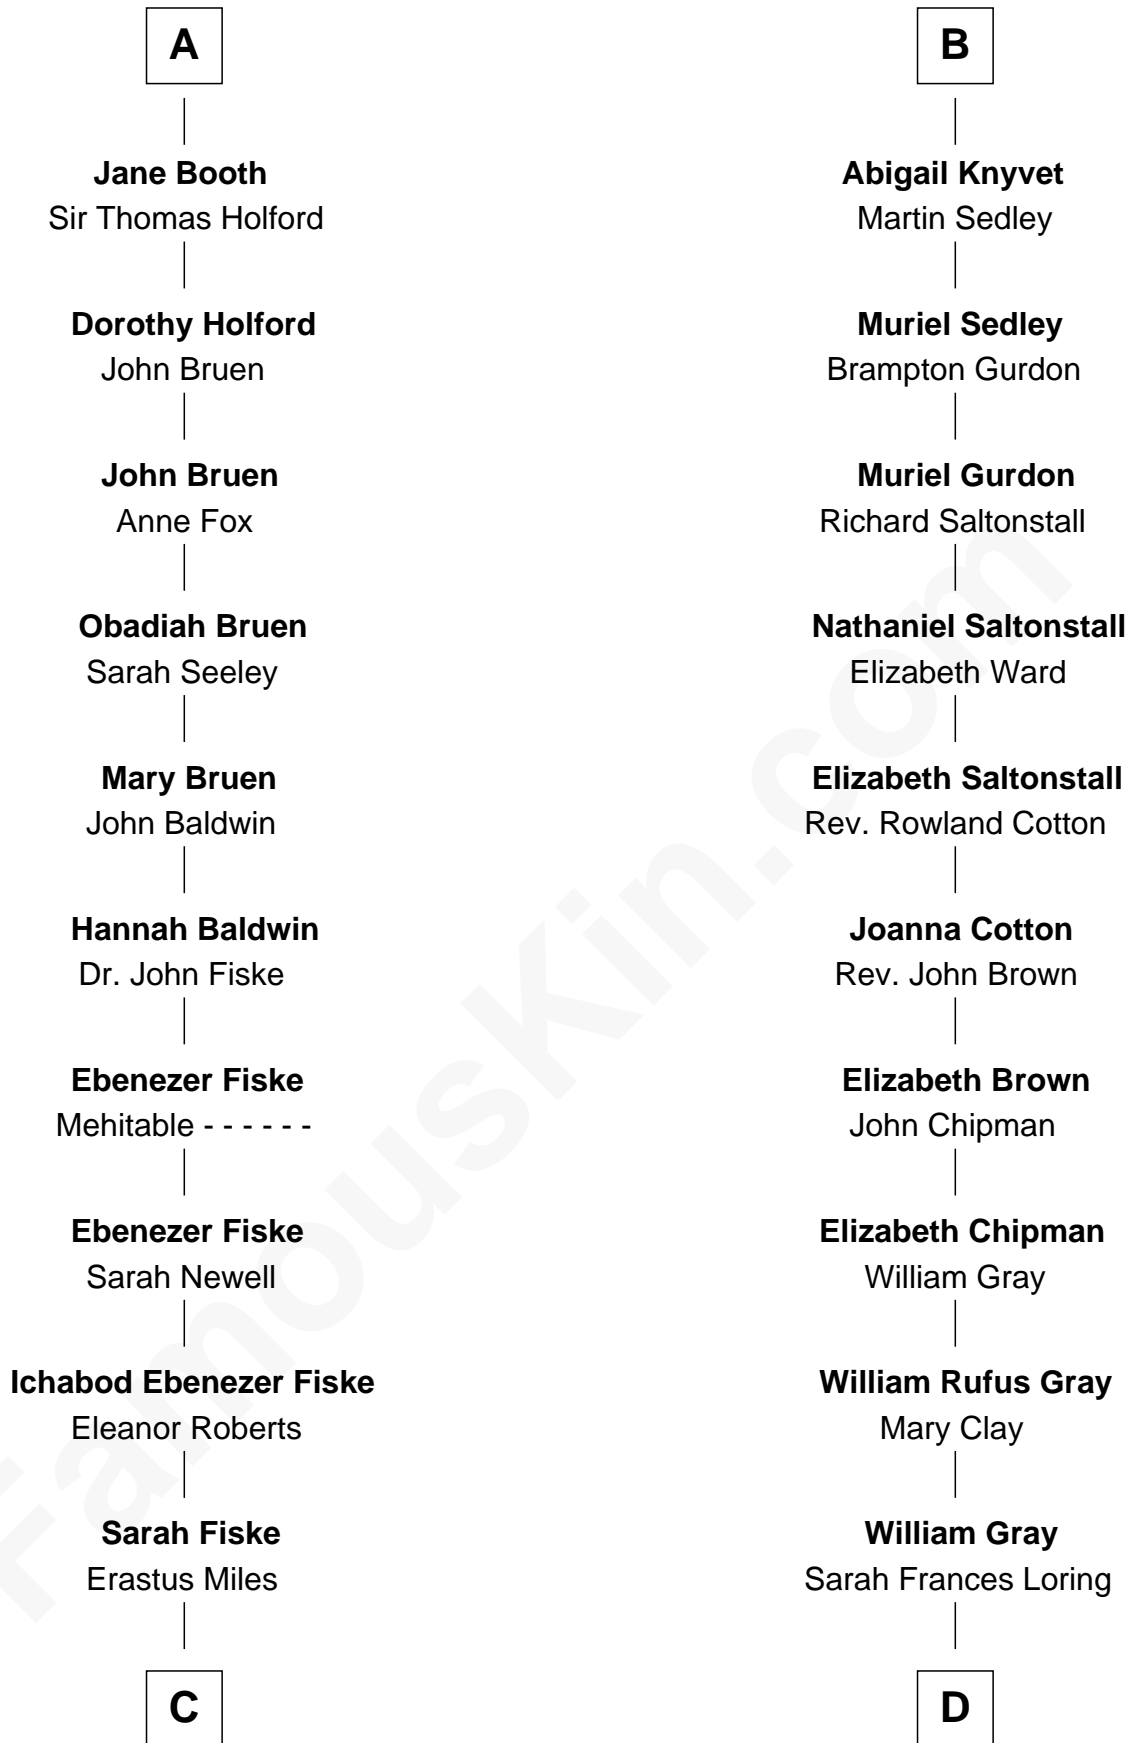 A
Jane Booth
Sir Thomas Holford
Dorothy Holford
John Bruen
John Bruen
Anne Fox
Obadiah Bruen
Sarah Seeley
Mary Bruen
John Baldwin
Hannah Baldwin
Dr. John Fiske
Ebenezer Fiske
Mehitable - - - - - -
Ebenezer Fiske
Sarah Newell
Ichabod Ebenezer Fiske
Eleanor Roberts
Sarah Fiske
Erastus Miles
C
B
Abigail Knyvet
Martin Sedley
Muriel Sedley
Brampton Gurdon
Muriel Gurdon
Richard Saltonstall
Nathaniel Saltonstall
Elizabeth Ward
Elizabeth Saltonstall
Rev. Rowland Cotton
Joanna Cotton
Rev. John Brown
Elizabeth Brown
John Chipman
Elizabeth Chipman
William Gray
William Rufus Gray
Mary Clay
William Gray
Sarah Frances Loring
D
FamousKin.com